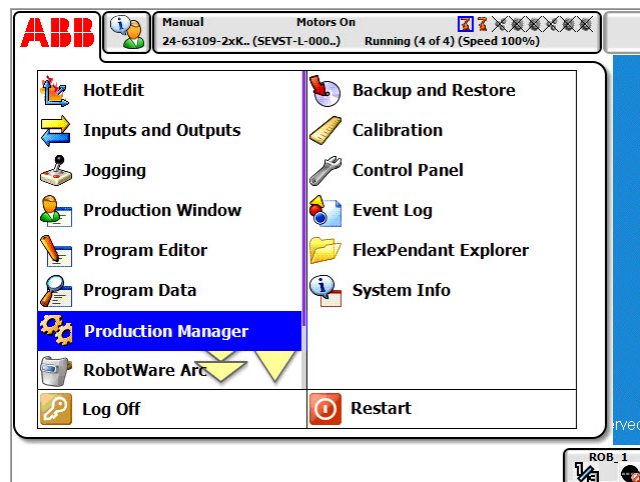 ABB
Manual Motors On
24-63109-2xK.. (SEVST-L-000..) Running (4 of 4) (Speed 100%)
HotEdit
Inputs and Outputs
Jogging
Production Window
Program Editor
Program Data
Production Manager
RobotWare Arc
Log Off
Backup and Restore
Calibration
Control Panel
Event Log
FlexPendant Explorer
System Info
Restart
ROB_1